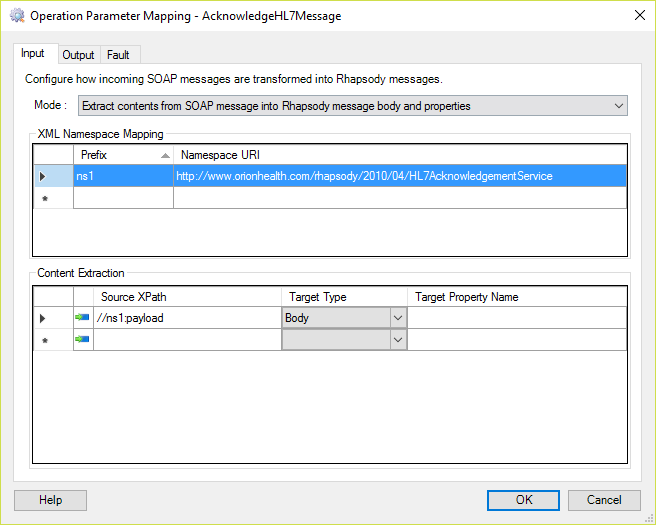 Operation Parameter Mapping - AcknowledgeHL7Message
Input Output Fault
Configure how incoming SOAP messages are transformed into Rhapsody messages.
Mode : Extract contents from SOAP message into Rhapsody message body and properties
XML Namespace Mapping
Prefix Namespace URI
ns1 http://www.orionhealth.com/rhapsody/2010/04/HL7AcknowledgementService
Content Extraction
Source XPath Target Type Target Property Name
//ns1:payload Body
Help OK Cancel